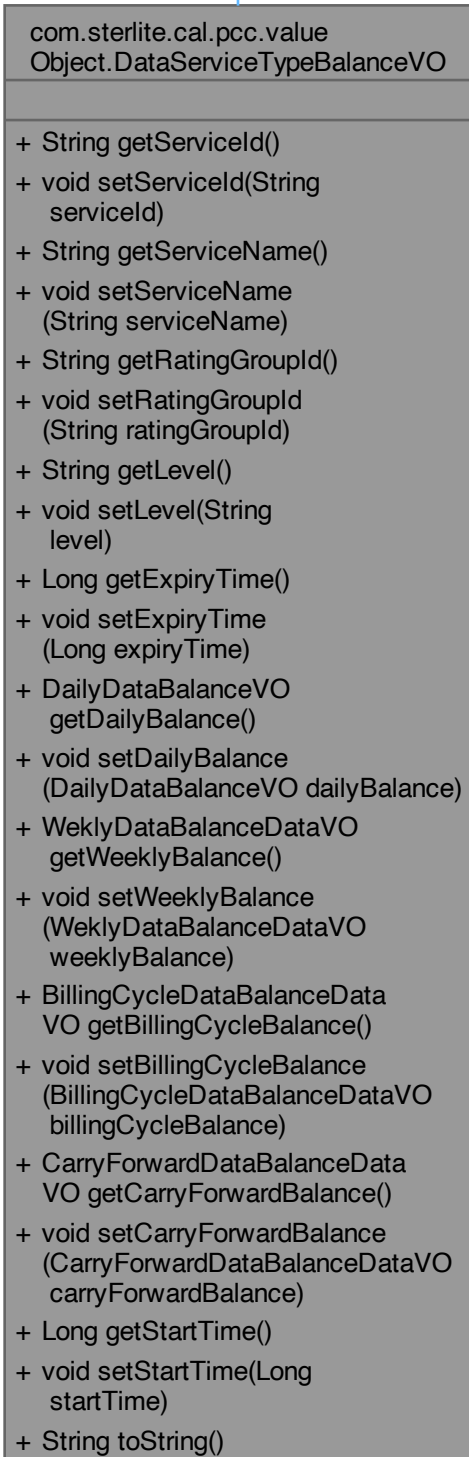 com.sterlite.cal.pcc.value
Object.DataServiceTypeBalanceVO
+ String getServiceId()
+ void setServiceId(String
serviceId)
+ String getServiceName()
+ void setServiceName
(String serviceName)
+ String getRatingGroupId()
+ void setRatingGroupId
(String ratingGroupId)
+ String getLevel()
+ void setLevel(String
level)
+ Long getExpiryTime()
+ void setExpiryTime
(Long expiryTime)
+ DailyDataBalanceVO
getDailyBalance()
+ void setDailyBalance
(DailyDataBalanceVO dailyBalance)
+ WeklyDataBalanceDataVO
getWeeklyBalance()
+ void setWeeklyBalance
(WeklyDataBalanceDataVO
weeklyBalance)
+ BillingCycleDataBalanceData
VO getBillingCycleBalance()
+ void setBillingCycleBalance
(BillingCycleDataBalanceDataVO
billingCycleBalance)
+ CarryForwardDataBalanceData
VO getCarryForwardBalance()
+ void setCarryForwardBalance
(CarryForwardDataBalanceDataVO
carryForwardBalance)
+ Long getStartTime()
+ void setStartTime(Long
startTime)
+ String toString()